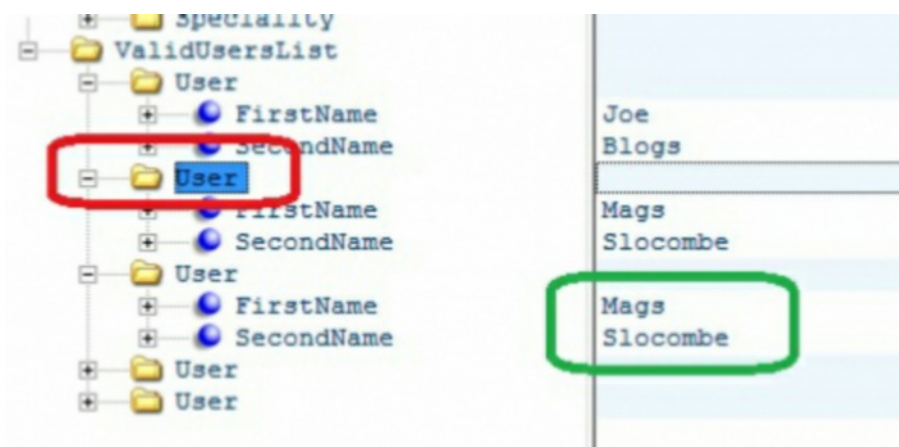 Speciality
ValidUsersList
User
FirstName Joe
SecondName Blogs
User
FirstName Mags
SecondName Slocombe
User
FirstName Mags
SecondName Slocombe
User
User